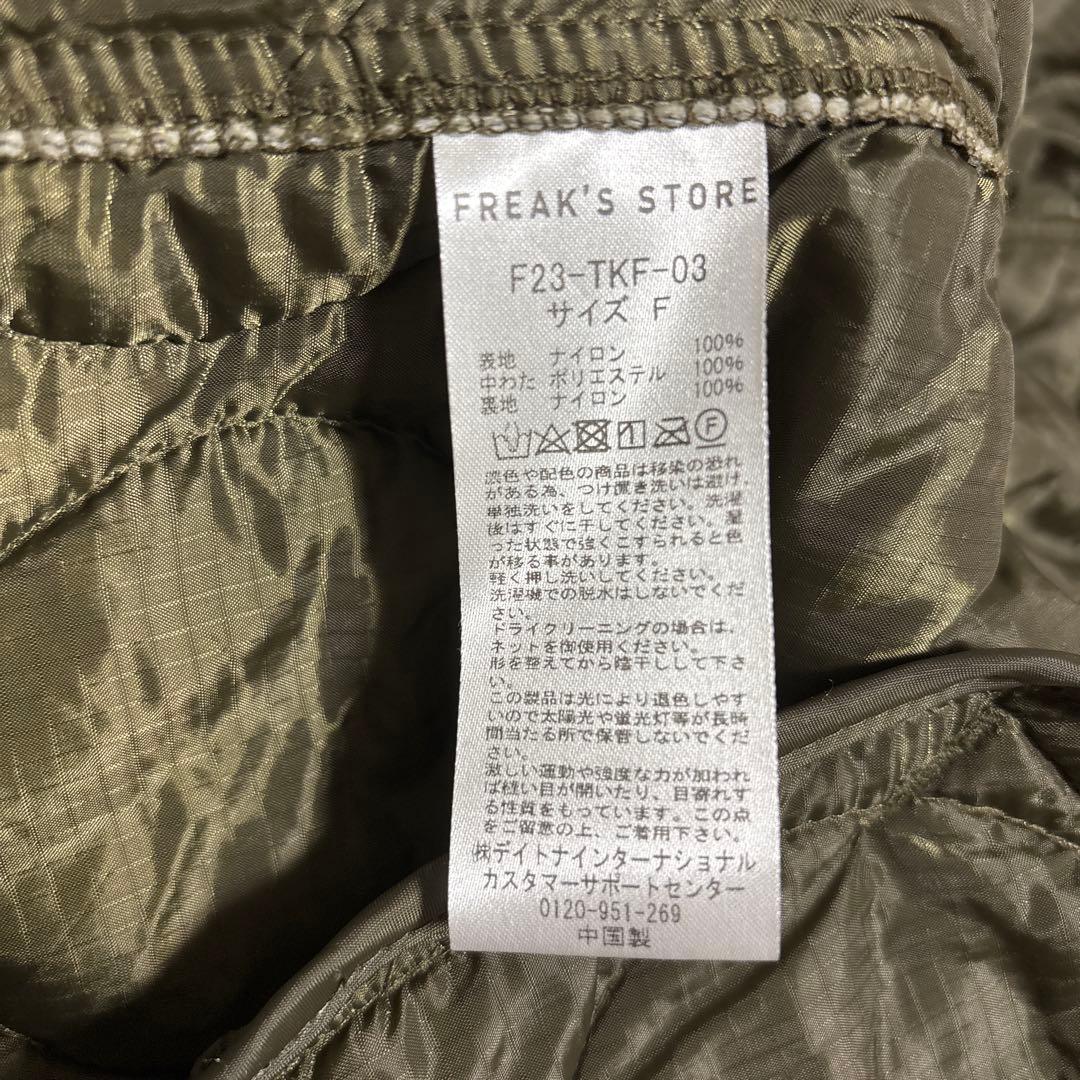 FREAK'S STORE
F23-TKF-03
サイズ F
表地 ナイロン 100%
中わた ポリエステル 100%
裏地 ナイロン 100%
F
淡色や配色の商品は移染の恐れ
がある為、つけ置き洗いは避け、
単独洗いをしてください。洗濯
後はすぐに干してください。湿
った状態で強くこすられると色
が移る事があります。
軽く押し洗いしてください。
洗濯機での脱水はしないでくだ
さい。
ドライクリーニングの場合は、
ネットを御使用ください。
形を整えてから陰干しして下さ
い。
この製品は光により退色しやす
いので太陽光や蛍光灯等が長時
間当たる所で保管しないでくだ
さい。
激しい運動や強度な力が加われ
ば縫い目が開いたり、目寄れす
る性質をもっています。この点
をご留意の上、ご着用下さい。
㈱デイトナインターナショナル
カスタマーサポートセンター
0120-951-269
中国製